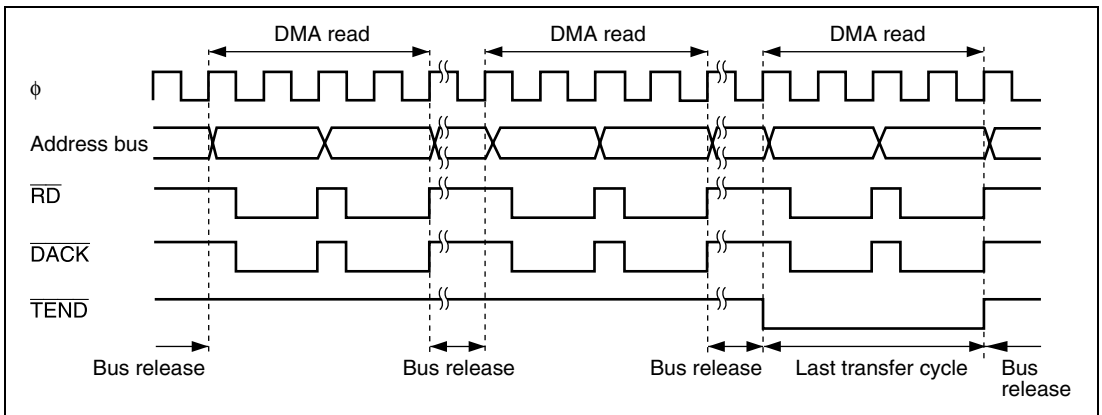 DMA read DMA read DMA read
ϕ
Address bus
RD
DACK
TEND
Bus release Bus release Bus release Last transfer cycle Bus
release